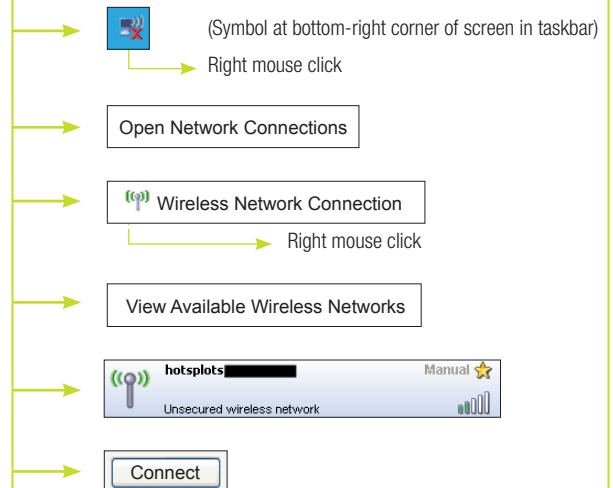 (Symbol at bottom-right corner of screen in taskbar)
Right mouse click
Open Network Connections
Wireless Network Connection
Right mouse click
View Available Wireless Networks
hotsplots
Manual
Unsecured wireless network
Connect